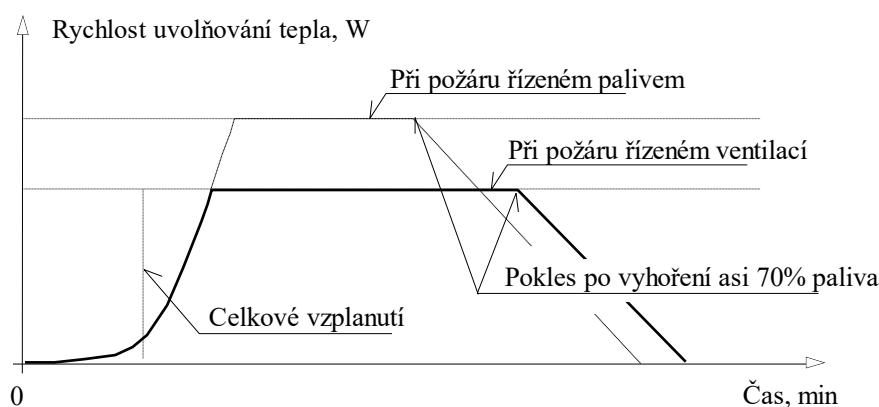 Rychlost uvolňování tepla, W
Při požáru řízeném palivem
Při požáru řízeném ventilací
Pokles po vyhoření asi 70% paliva
Celkové vzplanutí
0
Čas, min